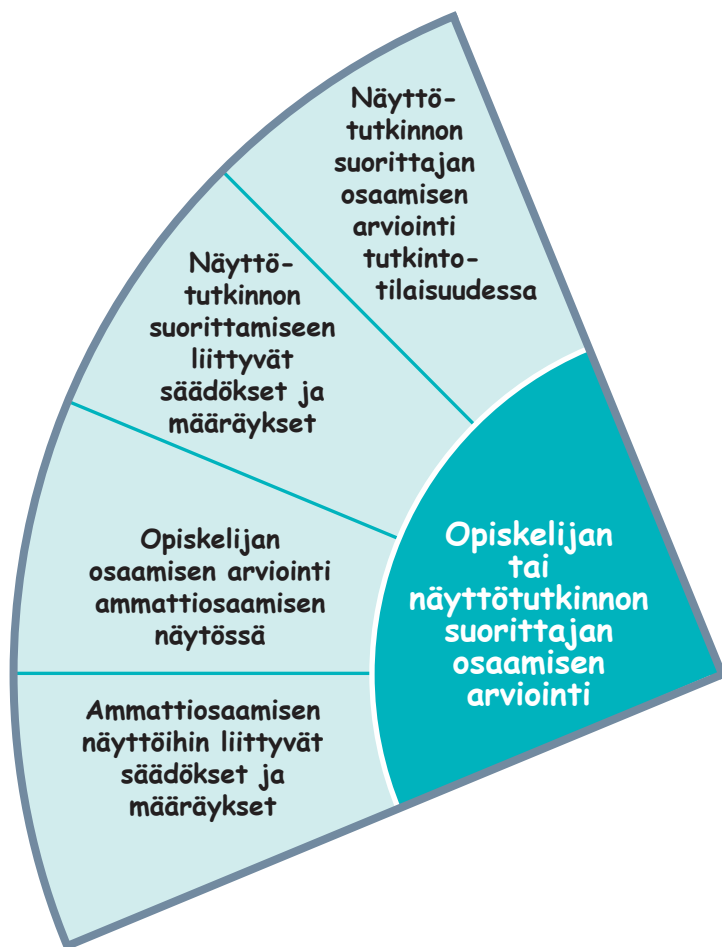 Näyttö-
tutkinnon
suorittajan
osaamisen
arviointi
tutkinto-
tilaisuudessa
Näyttö-
tutkinnon
suorittamiseen
liittyvät
säädökset ja
määräykset
Opiskelijan
osaamisen arviointi
ammattiosaamisen
näytössä
Ammattiosaamisen
näyttöihin liittyvät
säädökset ja
määräykset
Opiskelijan
tai
näyttötutkinnon
suorittajan
osaamisen
arviointi